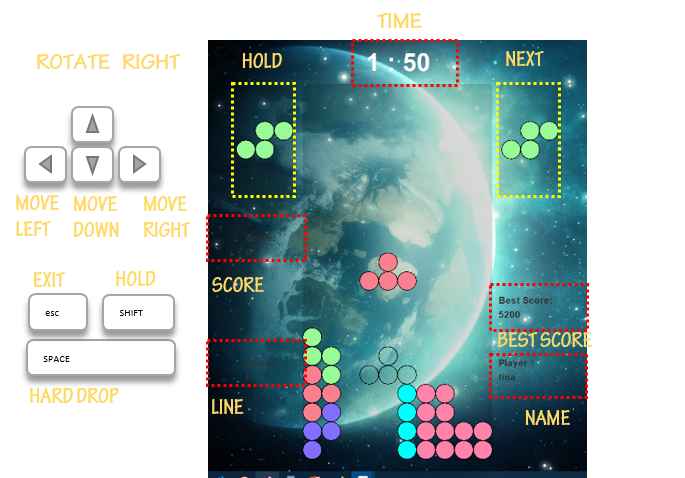 TIME
ROTATE RIGHT
HOLD
1 : 50
NEXT
MOVE LEFT
MOVE DOWN
MOVE RIGHT
SCORE
EXIT
HOLD
esc
SHIFT
Best Score:
5200
BEST SCORE
SPACE
Player :
tina
HARD DROP
LINE
NAME